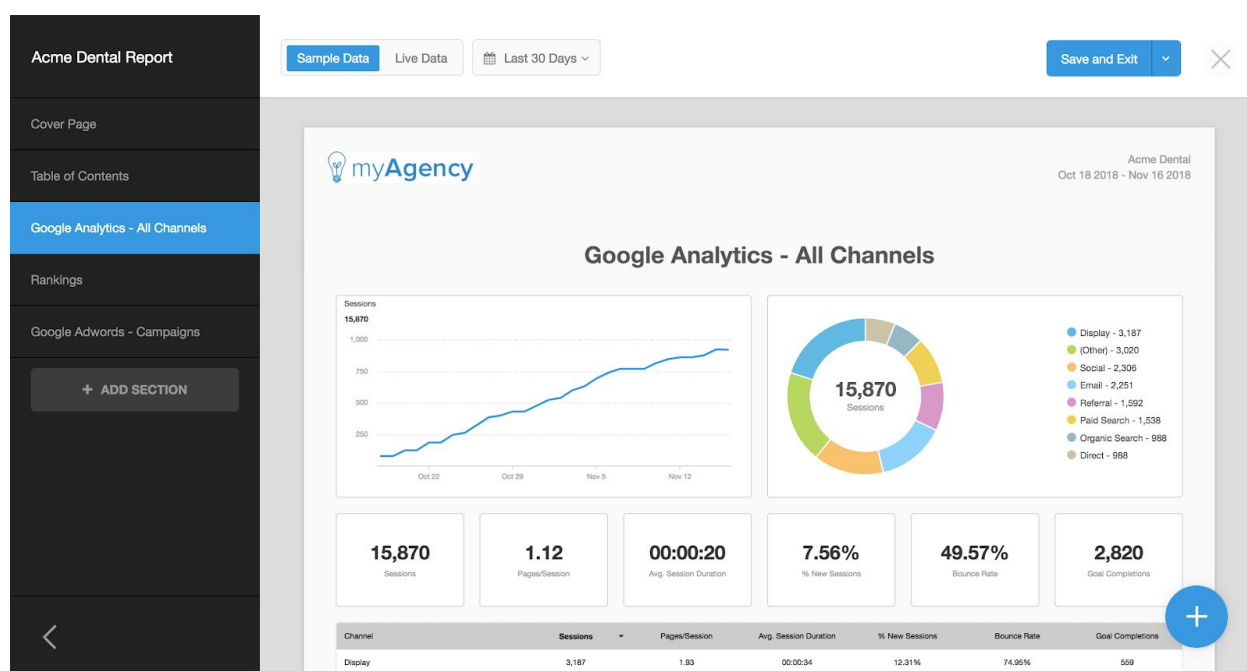 Acme Dental Report
Sample Data Live Data Last 30 Days Save and Exit
Cover Page
Table of Contents
Google Analytics - All Channels
Rankings
Google Adwords - Campaigns
+ ADD SECTION
myAgency
Acme Dental
Oct 18 2018 - Nov 16 2018
Google Analytics - All Channels
Sessions
15,870
1,000
750
500
250
Oct 22 Oct 29 Nov 5 Nov 12
15,870
Sessions
Display - 3,187
(Other) - 3,020
Social - 2,306
Email - 2,251
Referral - 1,592
Paid Search - 1,538
Organic Search - 988
Direct - 988
15,870 1.12 00:00:20 7.56% 49.57% 2,820
Sessions Pages/Session Avg. Session Duration % New Sessions Bounce Rate Goal Completions
Channel Sessions Pages/Session Avg. Session Duration % New Sessions Bounce Rate Goal Completions
Display 3,187 1.93 00:00:34 12.31% 74.95% 559